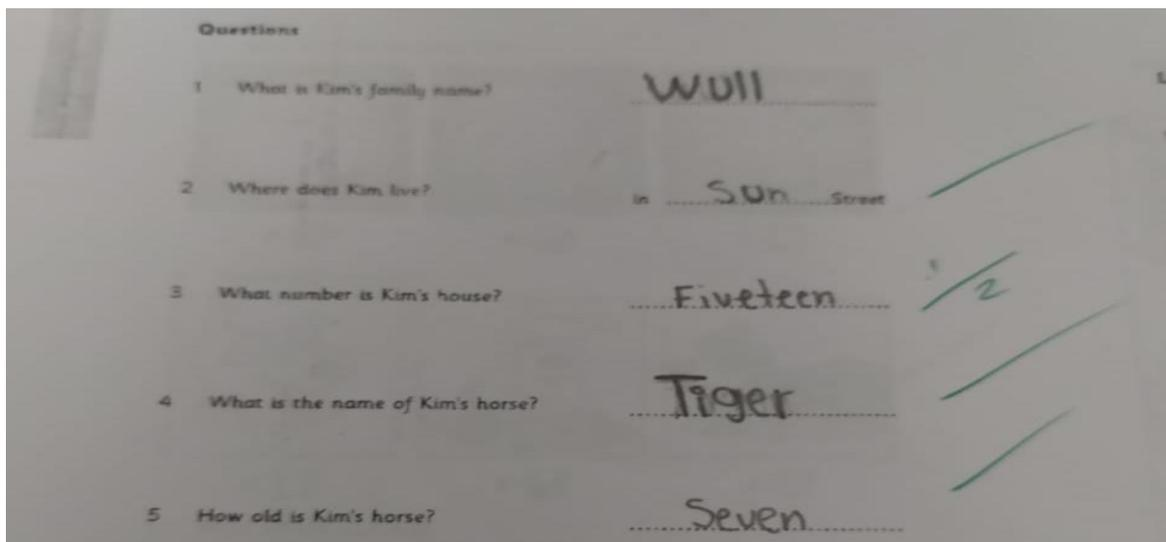 Questions
1 What is Kim's family name? Wull
2 Where does Kim live? in Sun Street
3 What number is Kim's house? Fiveteen
1/2
4 What is the name of Kim's horse? Tiger
5 How old is Kim's horse? Seven